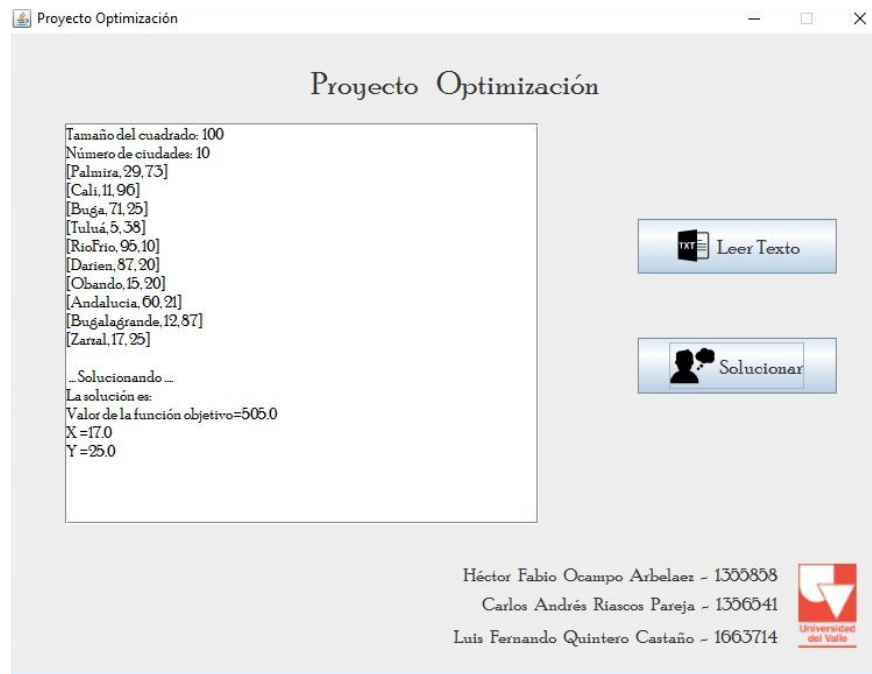 Proyecto Optimización
Proyecto Optimización
Tamaño del cuadrado: 100
Número de ciudades: 10
[Palmira, 29, 73]
[Cali, 11, 96]
[Buga, 71, 25]
[Tuluá, 5, 38]
[RioFrio, 95, 10]
[Darien, 87, 20]
[Obando, 15, 20]
[Andalucia, 60, 21]
[Bugalagrande, 12, 87]
[Zarzal, 17, 25]
... Solucionando ....
La solución es:
Valor de la función objetivo=505.0
X =17.0
Y =25.0
TXT Leer Texto
Solucionar
Héctor Fabio Ocampo Arbelaez - 1355858
Carlos Andrés Riascos Pareja - 1356541
Luis Fernando Quintero Castaño - 1663714
Universidad
del Valle